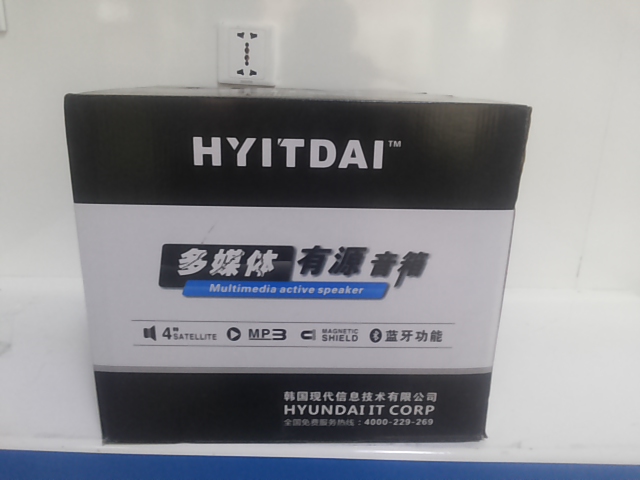 HYITDAI™
多媒体 有源音箱
Multimedia active speaker
4" SATELLITE MP3 MAGNETIC SHIELD 蓝牙功能
韩国现代信息技术有限公司
HYUNDAI IT CORP
全国免费服务热线：4000-229-269